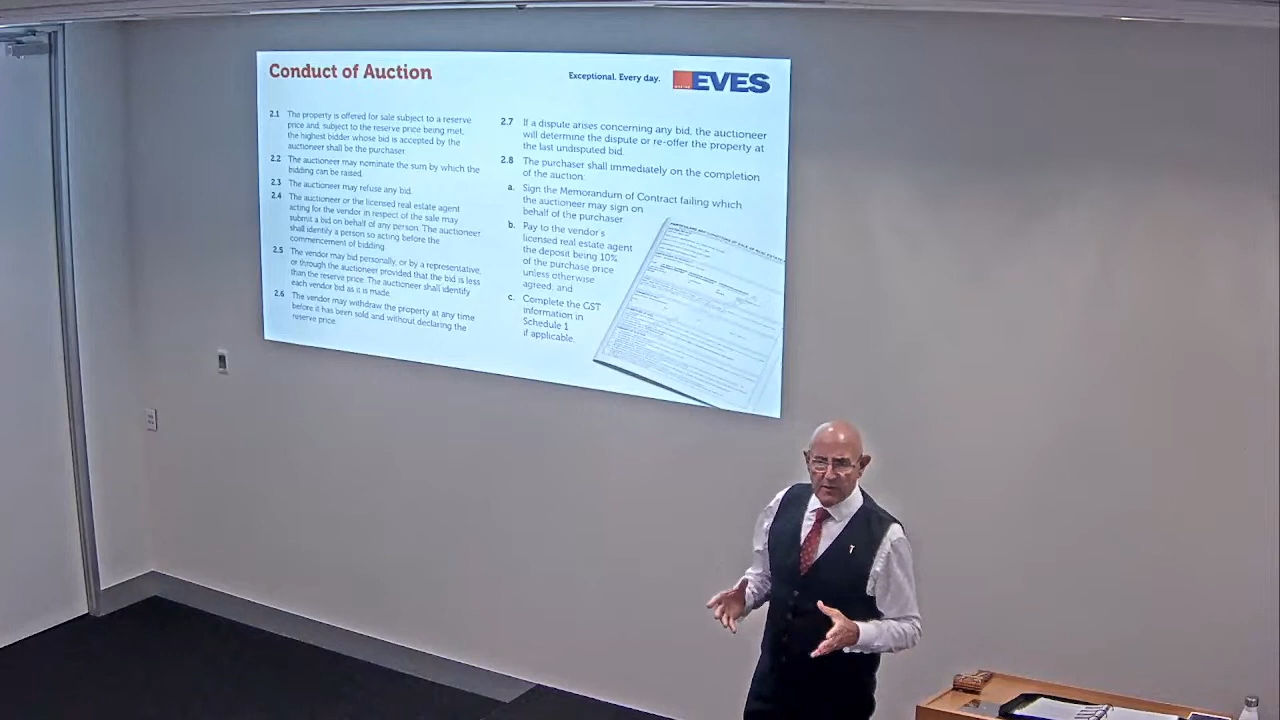 Conduct of Auction
Exceptional. Every day.
EVES
2.1 The property is offered for sale subject to a reserve
price and, subject to the reserve price being met,
the highest bidder whose bid is accepted by the
auctioneer shall be the purchaser.
2.2 The auctioneer may nominate the sum by which the
bidding can be raised.
2.3 The auctioneer may refuse any bid.
2.4 The auctioneer or the licensed real estate agent
acting for the vendor in respect of the sale may
submit a bid on behalf of any person. The auctioneer
shall identify a person so acting before the
commencement of bidding.
2.5 The vendor may bid personally, or by a representative,
or through the auctioneer provided that the bid is less
than the reserve price. The auctioneer shall identify
each vendor bid as it is made.
2.6 The vendor may withdraw the property at any time
before it has been sold and without declaring the
reserve price.
2.7 If a dispute arises concerning any bid, the auctioneer
will determine the dispute or re-offer the property at
the last undisputed bid.
2.8 The purchaser shall immediately on the completion
of the auction:
a. Sign the Memorandum of Contract failing which
the auctioneer may sign on
behalf of the purchaser.
b. Pay to the vendor's
licensed real estate agent
the deposit being 10%
of the purchase price
unless otherwise
agreed; and
c. Complete the GST
information in
Schedule 1
if applicable.